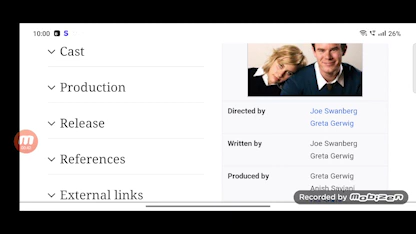 10:00 S 26%
Cast
Production
Release
References
External links
Directed by Joe Swanberg
Greta Gerwig
Written by Joe Swanberg
Greta Gerwig
Produced by Greta Gerwig
Anish Savjani
Recorded by MOBIZEN